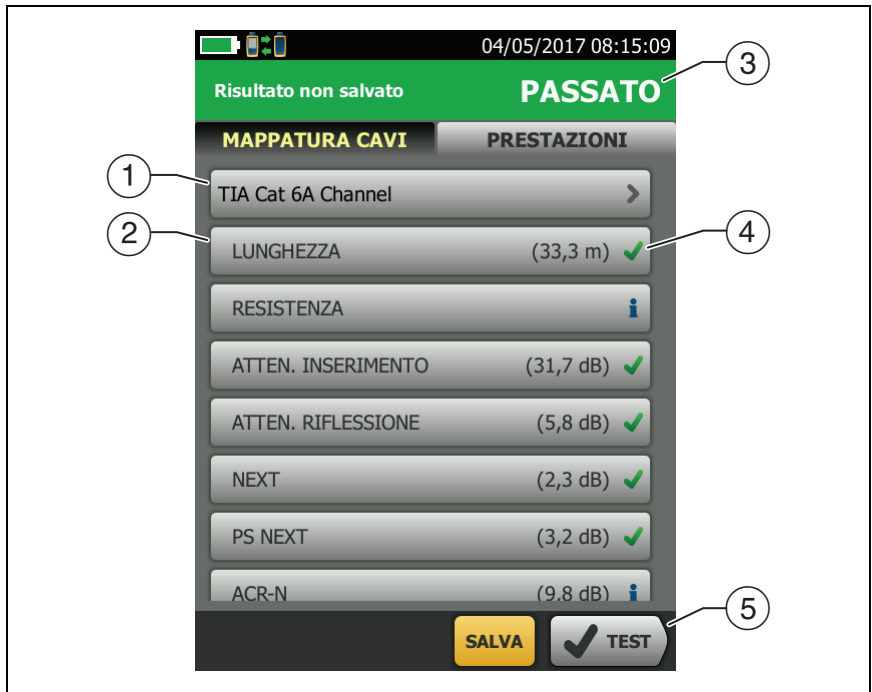 04/05/2017 08:15:09
Risultato non salvato PASSATO
MAPPATURA CAVI PRESTAZIONI
TIA Cat 6A Channel
LUNGHEZZA (33,3 m)
RESISTENZA
ATTEN. INSERIMENTO (31,7 dB)
ATTEN. RIFLESSIONE (5,8 dB)
NEXT (2,3 dB)
PS NEXT (3,2 dB)
ACR-N (9,8 dB)
SALVA TEST
1
2
3
4
5